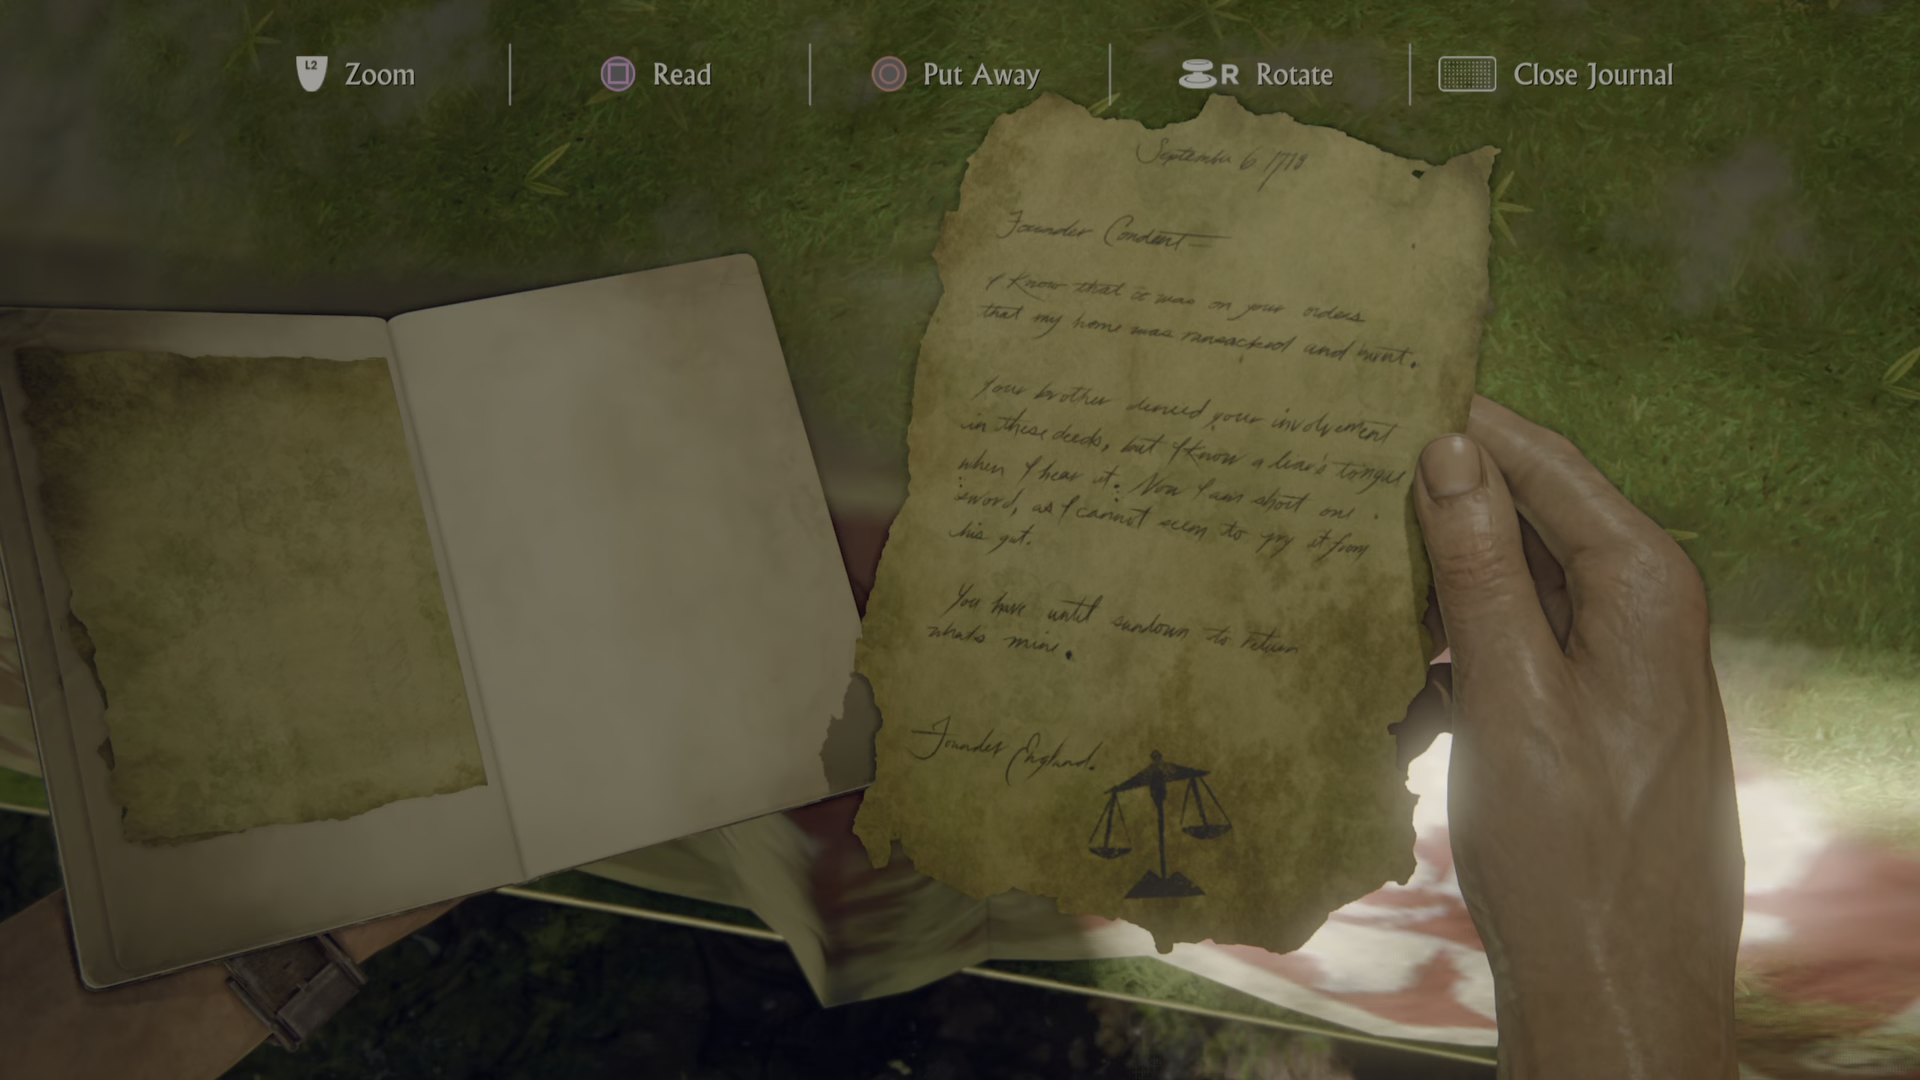 L2 Zoom
Read
Put Away
R Rotate
Close Journal
September 6 1718
Founder Condent—
I Know that it was on your orders
that my home was ransacked and burnt.
Your brother denied your involvement
in these deeds, but I Know a liar's tongue
when I hear it. Now I am short one
sword, as I cannot seem to pry it from
his gut.
You have until sundown to return
whats mine.
Founder England.